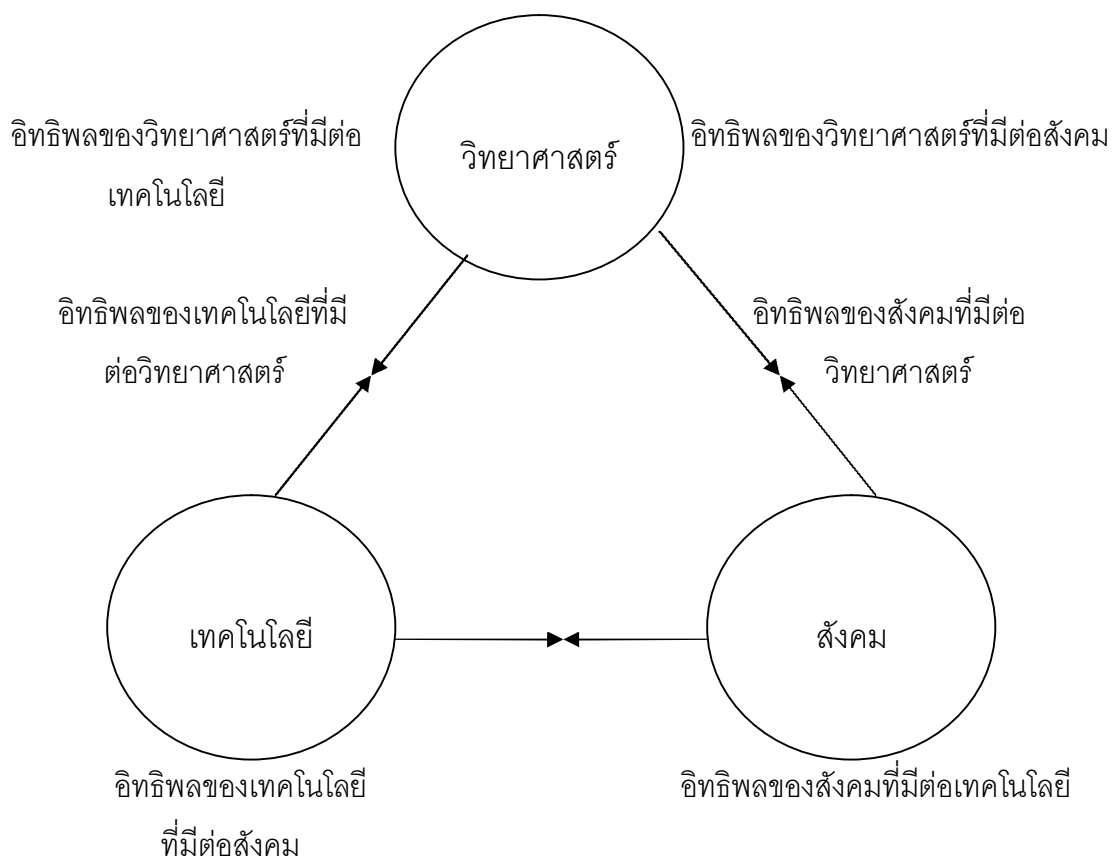 อิทธิพลของวิทยาศาสตร์ที่มีต่อ
เทคโนโลยี
วิทยาศาสตร์
อิทธิพลของวิทยาศาสตร์ที่มีต่อสังคม
อิทธิพลของเทคโนโลยีที่มี
ต่อวิทยาศาสตร์
อิทธิพลของสังคมที่มีต่อ
วิทยาศาสตร์
เทคโนโลยี
สังคม
อิทธิพลของเทคโนโลยี
ที่มีต่อสังคม
อิทธิพลของสังคมที่มีต่อเทคโนโลยี